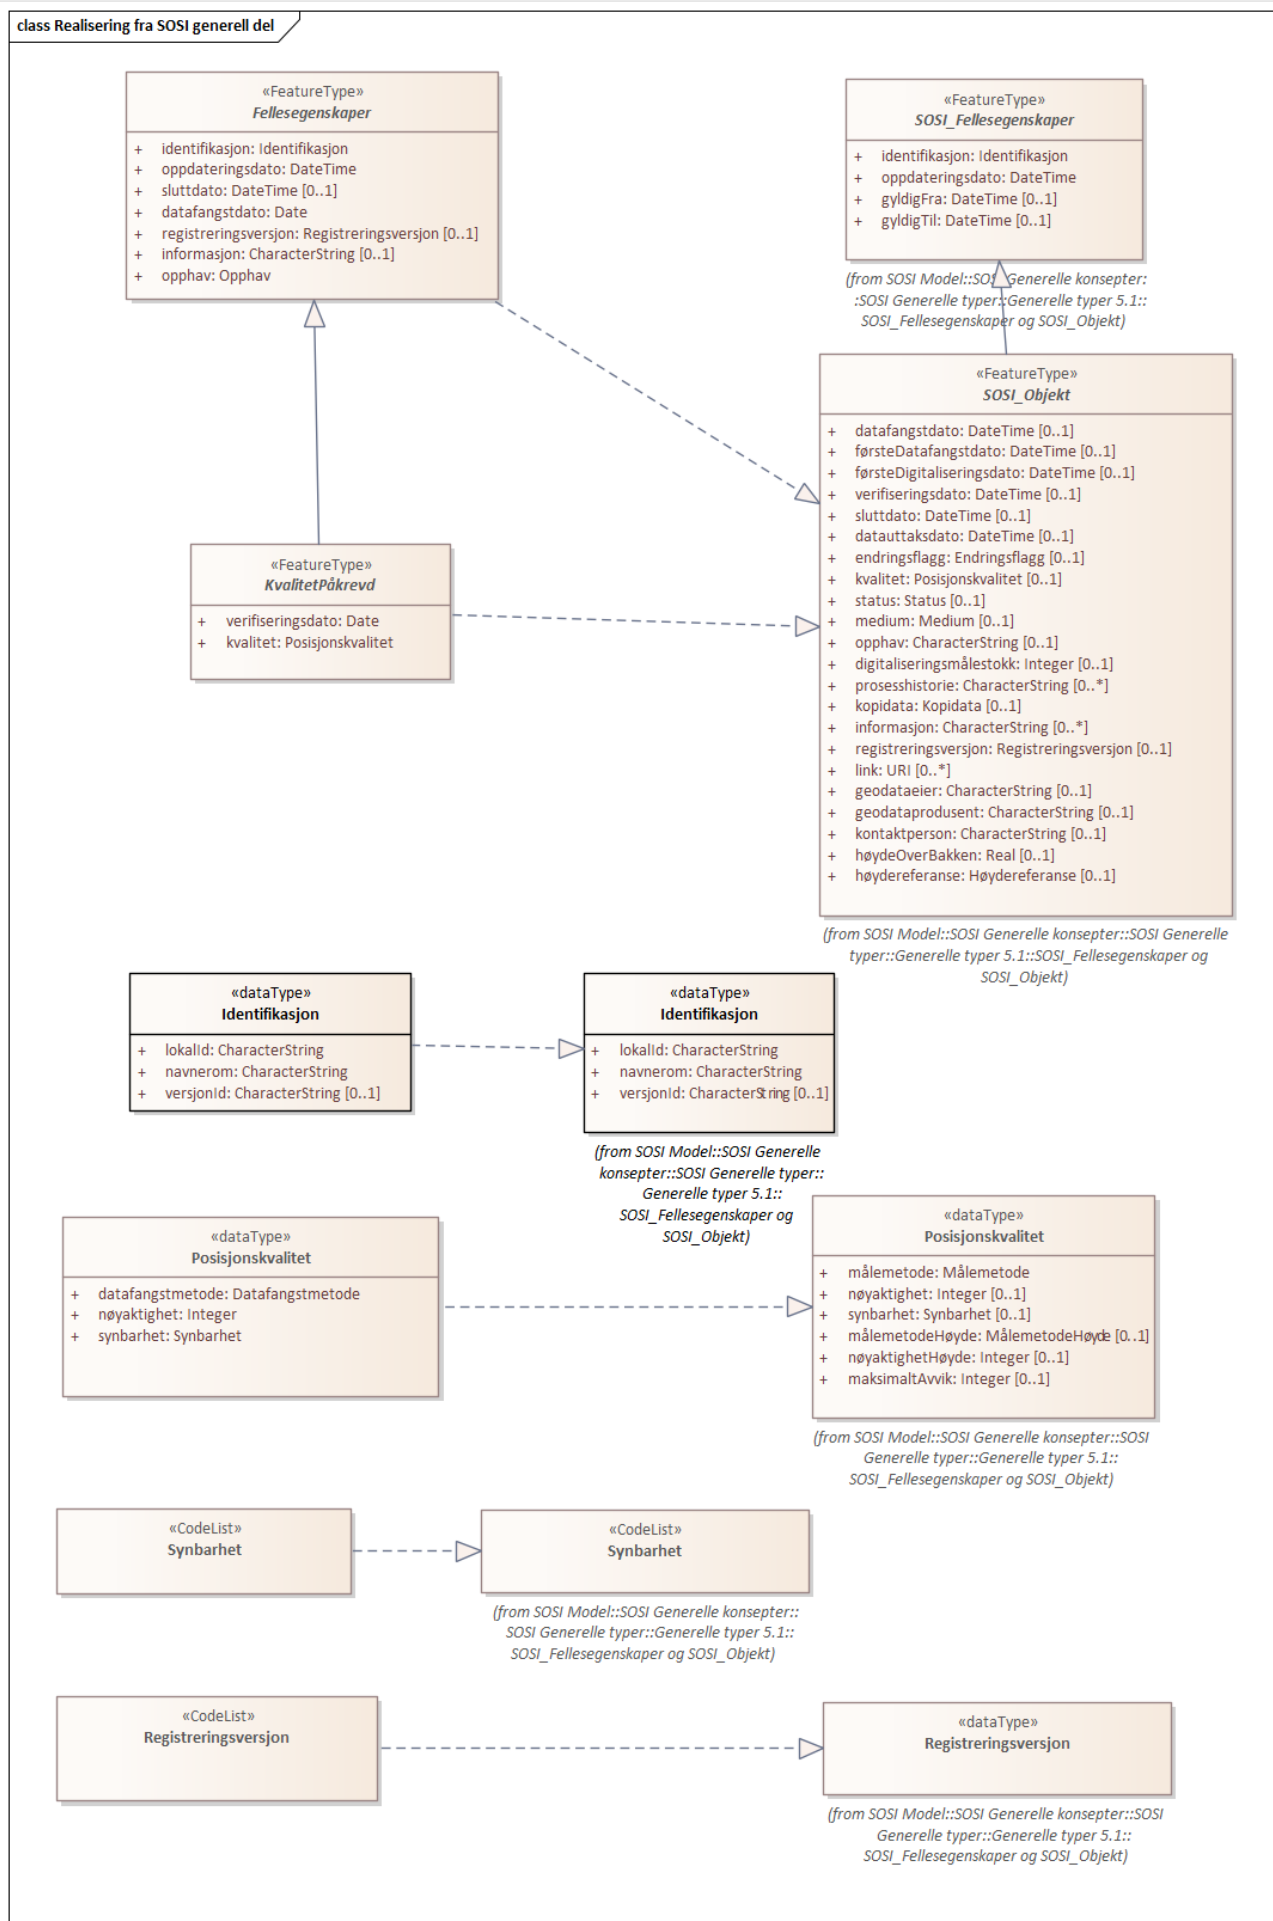 class Realisering fra SOSI generell del
«FeatureType»
Fellesegenskaper
+ identifikasjon: Identifikasjon
+ oppdateringsdato: DateTime
+ sluttdato: DateTime [0..1]
+ datafangstdato: Date
+ registreringsversjon: Registreringsversjon [0..1]
+ informasjon: CharacterString [0..1]
+ opphav: Opphav
«FeatureType»
SOSI_Fellesegenskaper
+ identifikasjon: Identifikasjon
+ oppdateringsdato: DateTime
+ gyldigFra: DateTime [0..1]
+ gyldigTil: DateTime [0..1]
(from SOSI Model::SOSI Generelle konsepter:
:SOSI Generelle typer::Generelle typer 5.1::
SOSI_Fellesegenskaper og SOSI_Objekt)
«FeatureType»
SOSI_Objekt
+ datafangstdato: DateTime [0..1]
+ førsteDatafangstdato: DateTime [0..1]
+ førsteDigitaliseringsdato: DateTime [0..1]
+ verifiseringsdato: DateTime [0..1]
+ sluttdato: DateTime [0..1]
+ datauttaksdato: DateTime [0..1]
+ endringsflagg: Endringsflagg [0..1]
+ kvalitet: Posisjonskvalitet [0..1]
+ status: Status [0..1]
+ medium: Medium [0..1]
+ opphav: CharacterString [0..1]
+ digitaliseringsmålestokk: Integer [0..1]
+ prosesshistorie: CharacterString [0..*]
+ kopidata: Kopidata [0..1]
+ informasjon: CharacterString [0..*]
+ registreringsversjon: Registreringsversjon [0..1]
+ link: URI [0..*]
+ geodataeier: CharacterString [0..1]
+ geodataprodusent: CharacterString [0..1]
+ kontaktperson: CharacterString [0..1]
+ høydeOverBakken: Real [0..1]
+ høydereferanse: Høydereferanse [0..1]
(from SOSI Model::SOSI Generelle konsepter::SOSI Generelle
typer::Generelle typer 5.1::SOSI_Fellesegenskaper og
SOSI_Objekt)
«FeatureType»
KvalitetPåkrevd
+ verifiseringsdato: Date
+ kvalitet: Posisjonskvalitet
«dataType»
Identifikasjon
+ lokalId: CharacterString
+ navnerom: CharacterString
+ versjonId: CharacterString [0..1]
«dataType»
Identifikasjon
+ lokalId: CharacterString
+ navnerom: CharacterString
+ versjonId: CharacterString [0..1]
(from SOSI Model::SOSI Generelle
konsepter::SOSI Generelle typer::
Generelle typer 5.1::
SOSI_Fellesegenskaper og
SOSI_Objekt)
«dataType»
Posisjonskvalitet
+ datafangstmetode: Datafangstmetode
+ nøyaktighet: Integer
+ synbarhet: Synbarhet
«dataType»
Posisjonskvalitet
+ målemetode: Målemetode
+ nøyaktighet: Integer [0..1]
+ synbarhet: Synbarhet [0..1]
+ målemetodeHøyde: MålemetodeHøyde [0..1]
+ nøyaktighetHøyde: Integer [0..1]
+ maksimaltAvvik: Integer [0..1]
(from SOSI Model::SOSI Generelle konsepter::SOSI
Generelle typer::Generelle typer 5.1::
SOSI_Fellesegenskaper og SOSI_Objekt)
«CodeList»
Synbarhet
«CodeList»
Synbarhet
(from SOSI Model::SOSI Generelle konsepter::
SOSI Generelle typer::Generelle typer 5.1::
SOSI_Fellesegenskaper og SOSI_Objekt)
«CodeList»
Registreringsversjon
«dataType»
Registreringsversjon
(from SOSI Model::SOSI Generelle konsepter::SOSI
Generelle typer::Generelle typer 5.1::
SOSI_Fellesegenskaper og SOSI_Objekt)